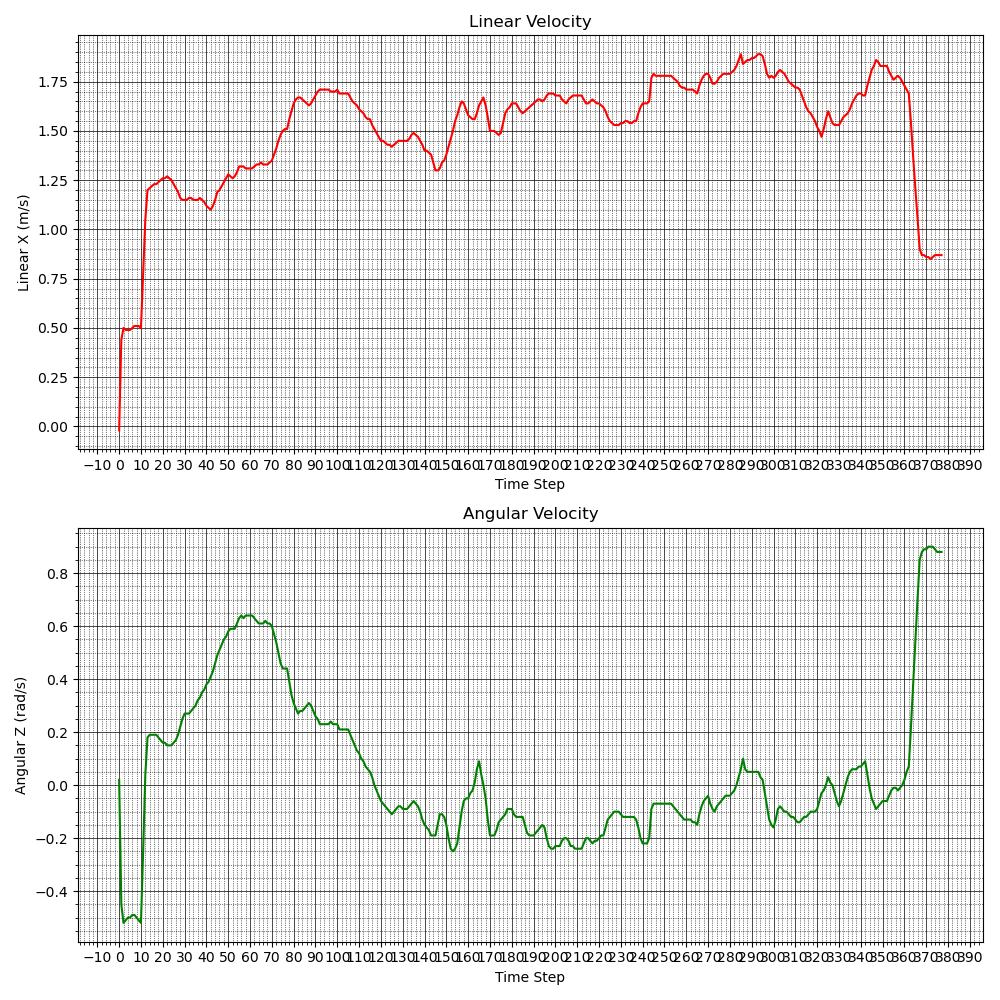 Linear Velocity
1.75
1.50
1.25
1.00
0.75
0.50
0.25
0.00
Linear X (m/s)
−10 0 10 20 30 40 50 60 70 80 90 100 110 120 130 140 150 160 170 180 190 200 210 220 230 240 250 260 270 280 290 300 310 320 330 340 350 360 370 380 390
Time Step
Angular Velocity
0.8
0.6
0.4
0.2
0.0
−0.2
−0.4
Angular Z (rad/s)
−10 0 10 20 30 40 50 60 70 80 90 100 110 120 130 140 150 160 170 180 190 200 210 220 230 240 250 260 270 280 290 300 310 320 330 340 350 360 370 380 390
Time Step